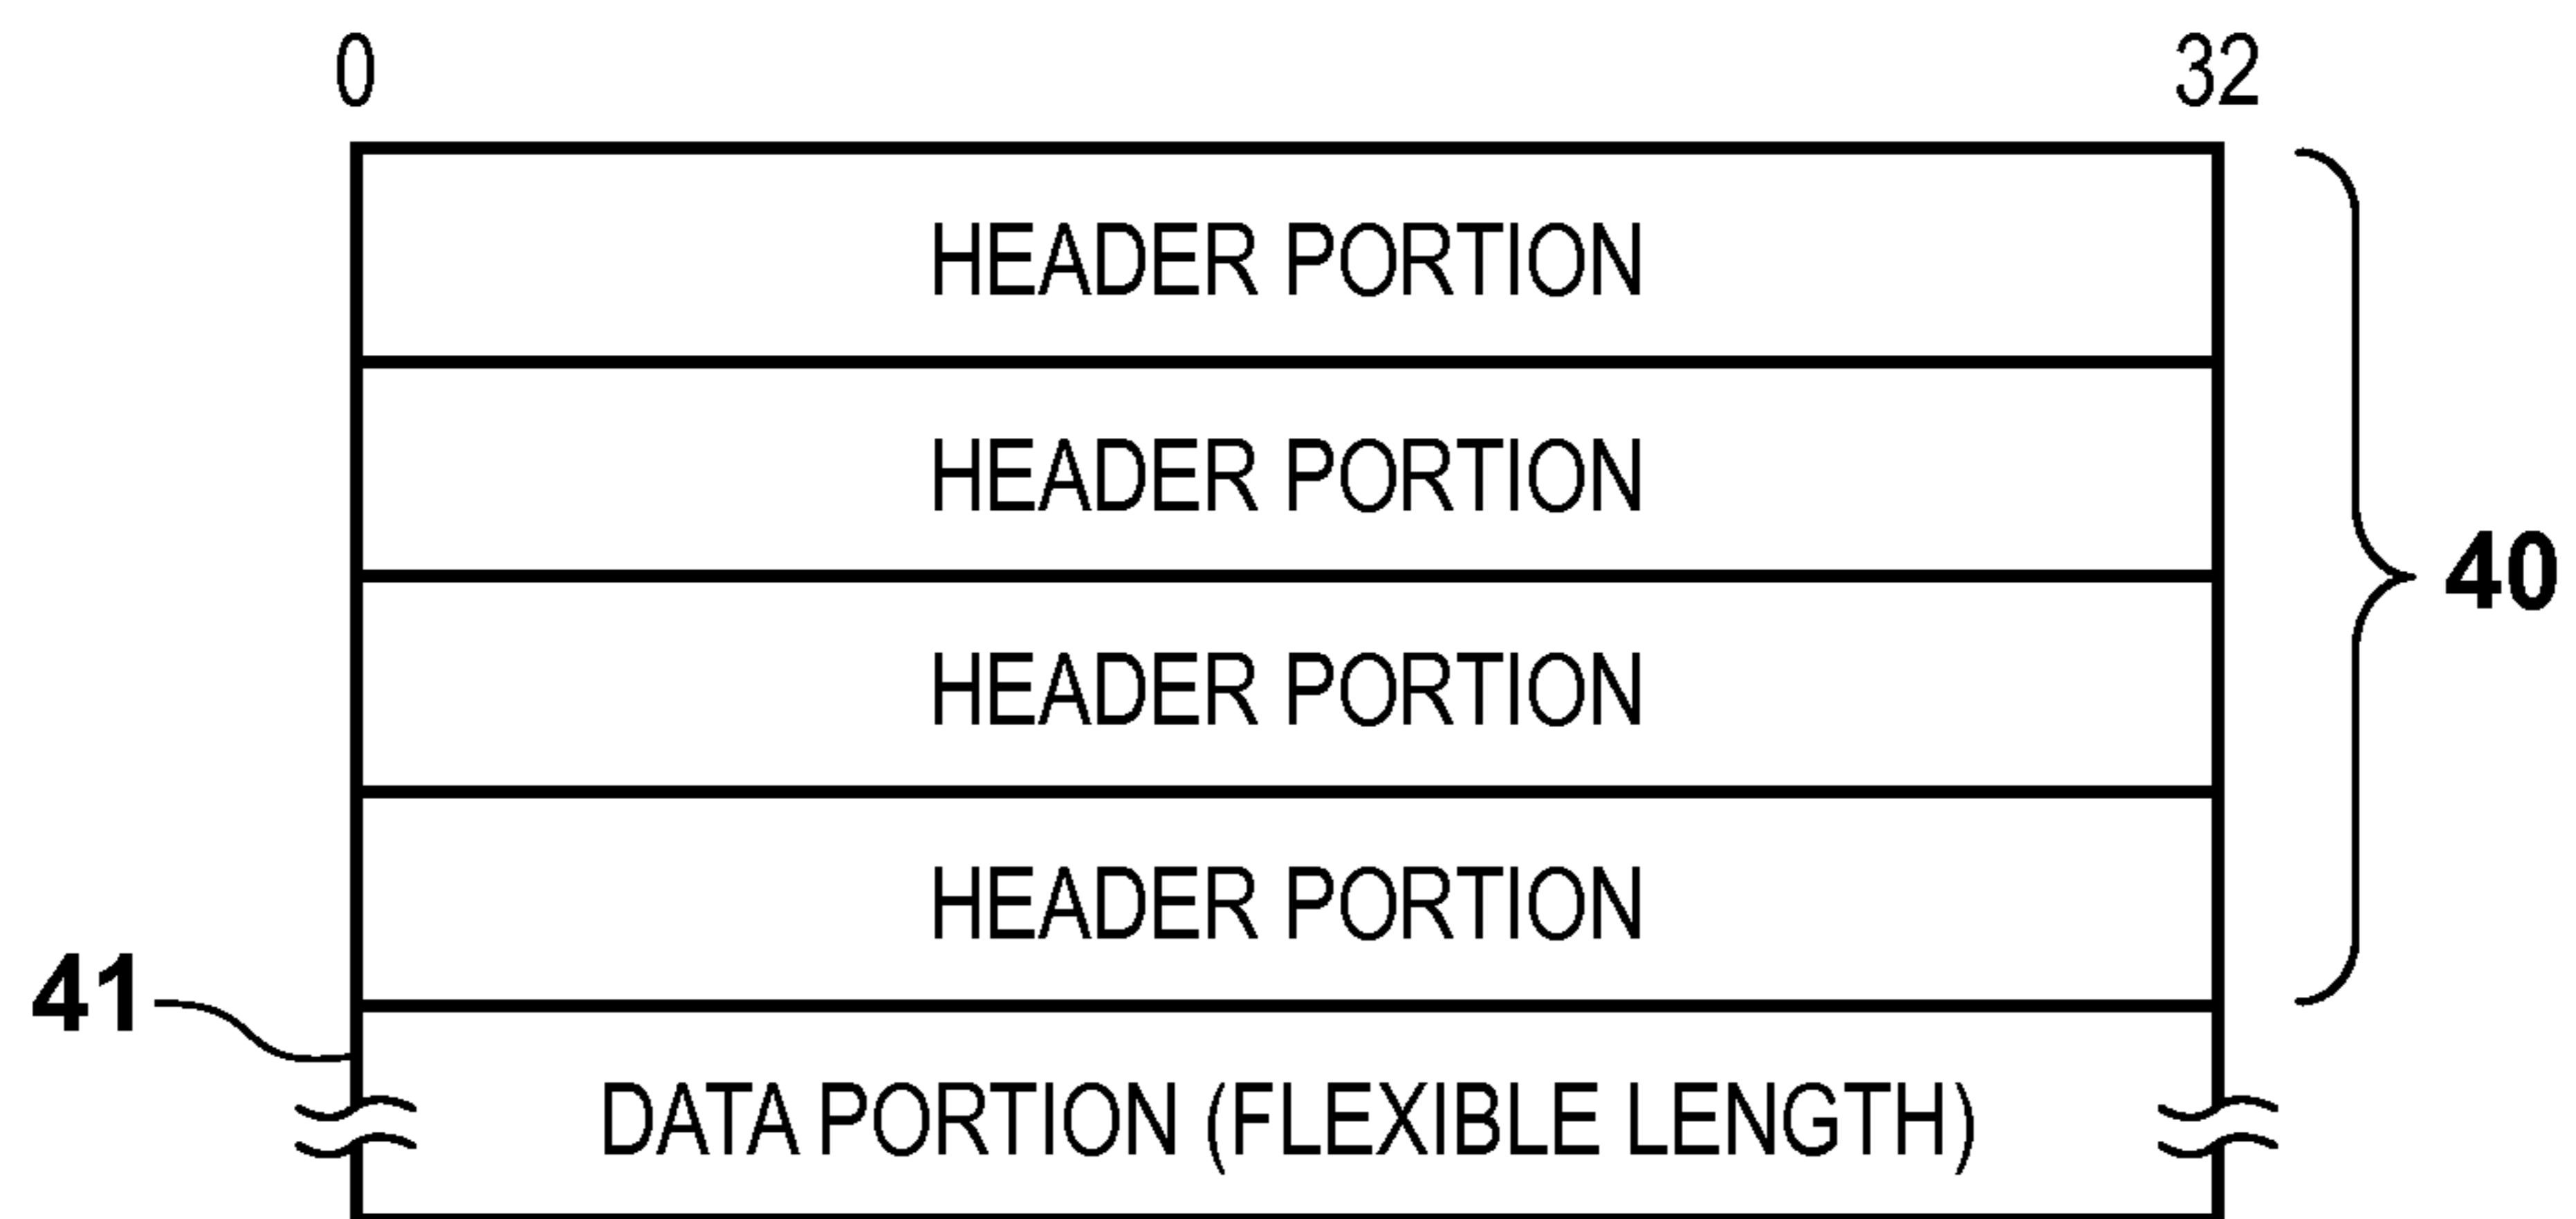 0 32
HEADER PORTION
HEADER PORTION
40
HEADER PORTION
HEADER PORTION
41
DATA PORTION (FLEXIBLE LENGTH)